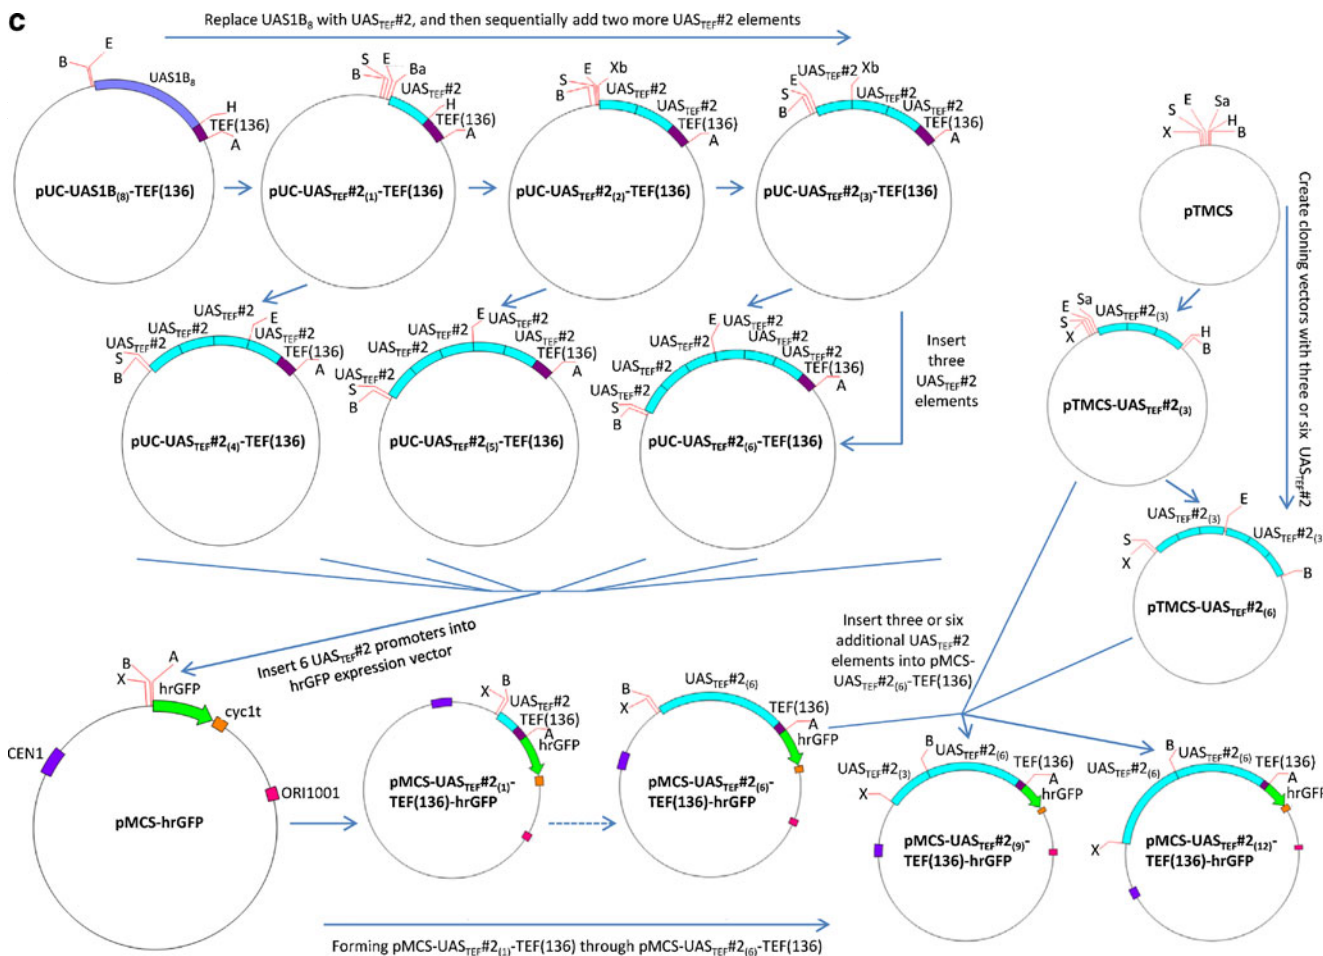 c
Replace UAS1B8 with UASTEF#2, and then sequentially add two more UASTEF#2 elements
B
E
UAS1B8
H
TEF(136)
A
pUC-UAS1B(8)-TEF(136)
S
B
E
Ba
UASTEF#2
H
TEF(136)
A
pUC-UASTEF#2(1)-TEF(136)
E
Xb
S
B
UASTEF#2
UASTEF#2
TEF(136)
A
pUC-UASTEF#2(2)-TEF(136)
E
UASTEF#2
Xb
S
B
UASTEF#2
UASTEF#2
TEF(136)
A
pUC-UASTEF#2(3)-TEF(136)
X
S
E
Sa
H
B
pTMCS
Create cloning vectors with three or six UASTEF#2
UASTEF#2
E
UASTEF#2
UASTEF#2
UASTEF#2
S
B
TEF(136)
A
pUC-UASTEF#2(4)-TEF(136)
UASTEF#2
E
UASTEF#2
UASTEF#2
UASTEF#2
UASTEF#2
S
B
TEF(136)
A
pUC-UASTEF#2(5)-TEF(136)
UASTEF#2
E
UASTEF#2
UASTEF#2
UASTEF#2
UASTEF#2
UASTEF#2
S
B
TEF(136)
A
pUC-UASTEF#2(6)-TEF(136)
Insert
three
UASTEF#2
elements
E
Sa
S
X
UASTEF#2(3)
H
B
pTMCS-UASTEF#2(3)
UASTEF#2(3)
E
UASTEF#2(3
S
X
B
pTMCS-UASTEF#2(6)
Insert 6 UASTEF#2 promoters into
hrGFP expression vector
Insert three or six
additional UASTEF#2
elements into pMCS-
UASTEF#2(6)-TEF(136)
B
X
A
hrGFP
cyc1t
CEN1
ORI1001
pMCS-hrGFP
X
B
UASTEF#2
TEF(136)
A
hrGFP
pMCS-UASTEF#2(1)-
TEF(136)-hrGFP
B
X
UASTEF#2(6)
TEF(136)
A
hrGFP
pMCS-UASTEF#2(6)-
TEF(136)-hrGFP
B
UASTEF#2(6)
UASTEF#2(3)
X
TEF(136)
A
hrGFP
pMCS-UASTEF#2(9)-
TEF(136)-hrGFP
B
UASTEF#2(6)
UASTEF#2(6)
X
TEF(136)
A
hrGFP
pMCS-UASTEF#2(12)-
TEF(136)-hrGFP
Forming pMCS-UASTEF#2(1)-TEF(136) through pMCS-UASTEF#2(6)-TEF(136)